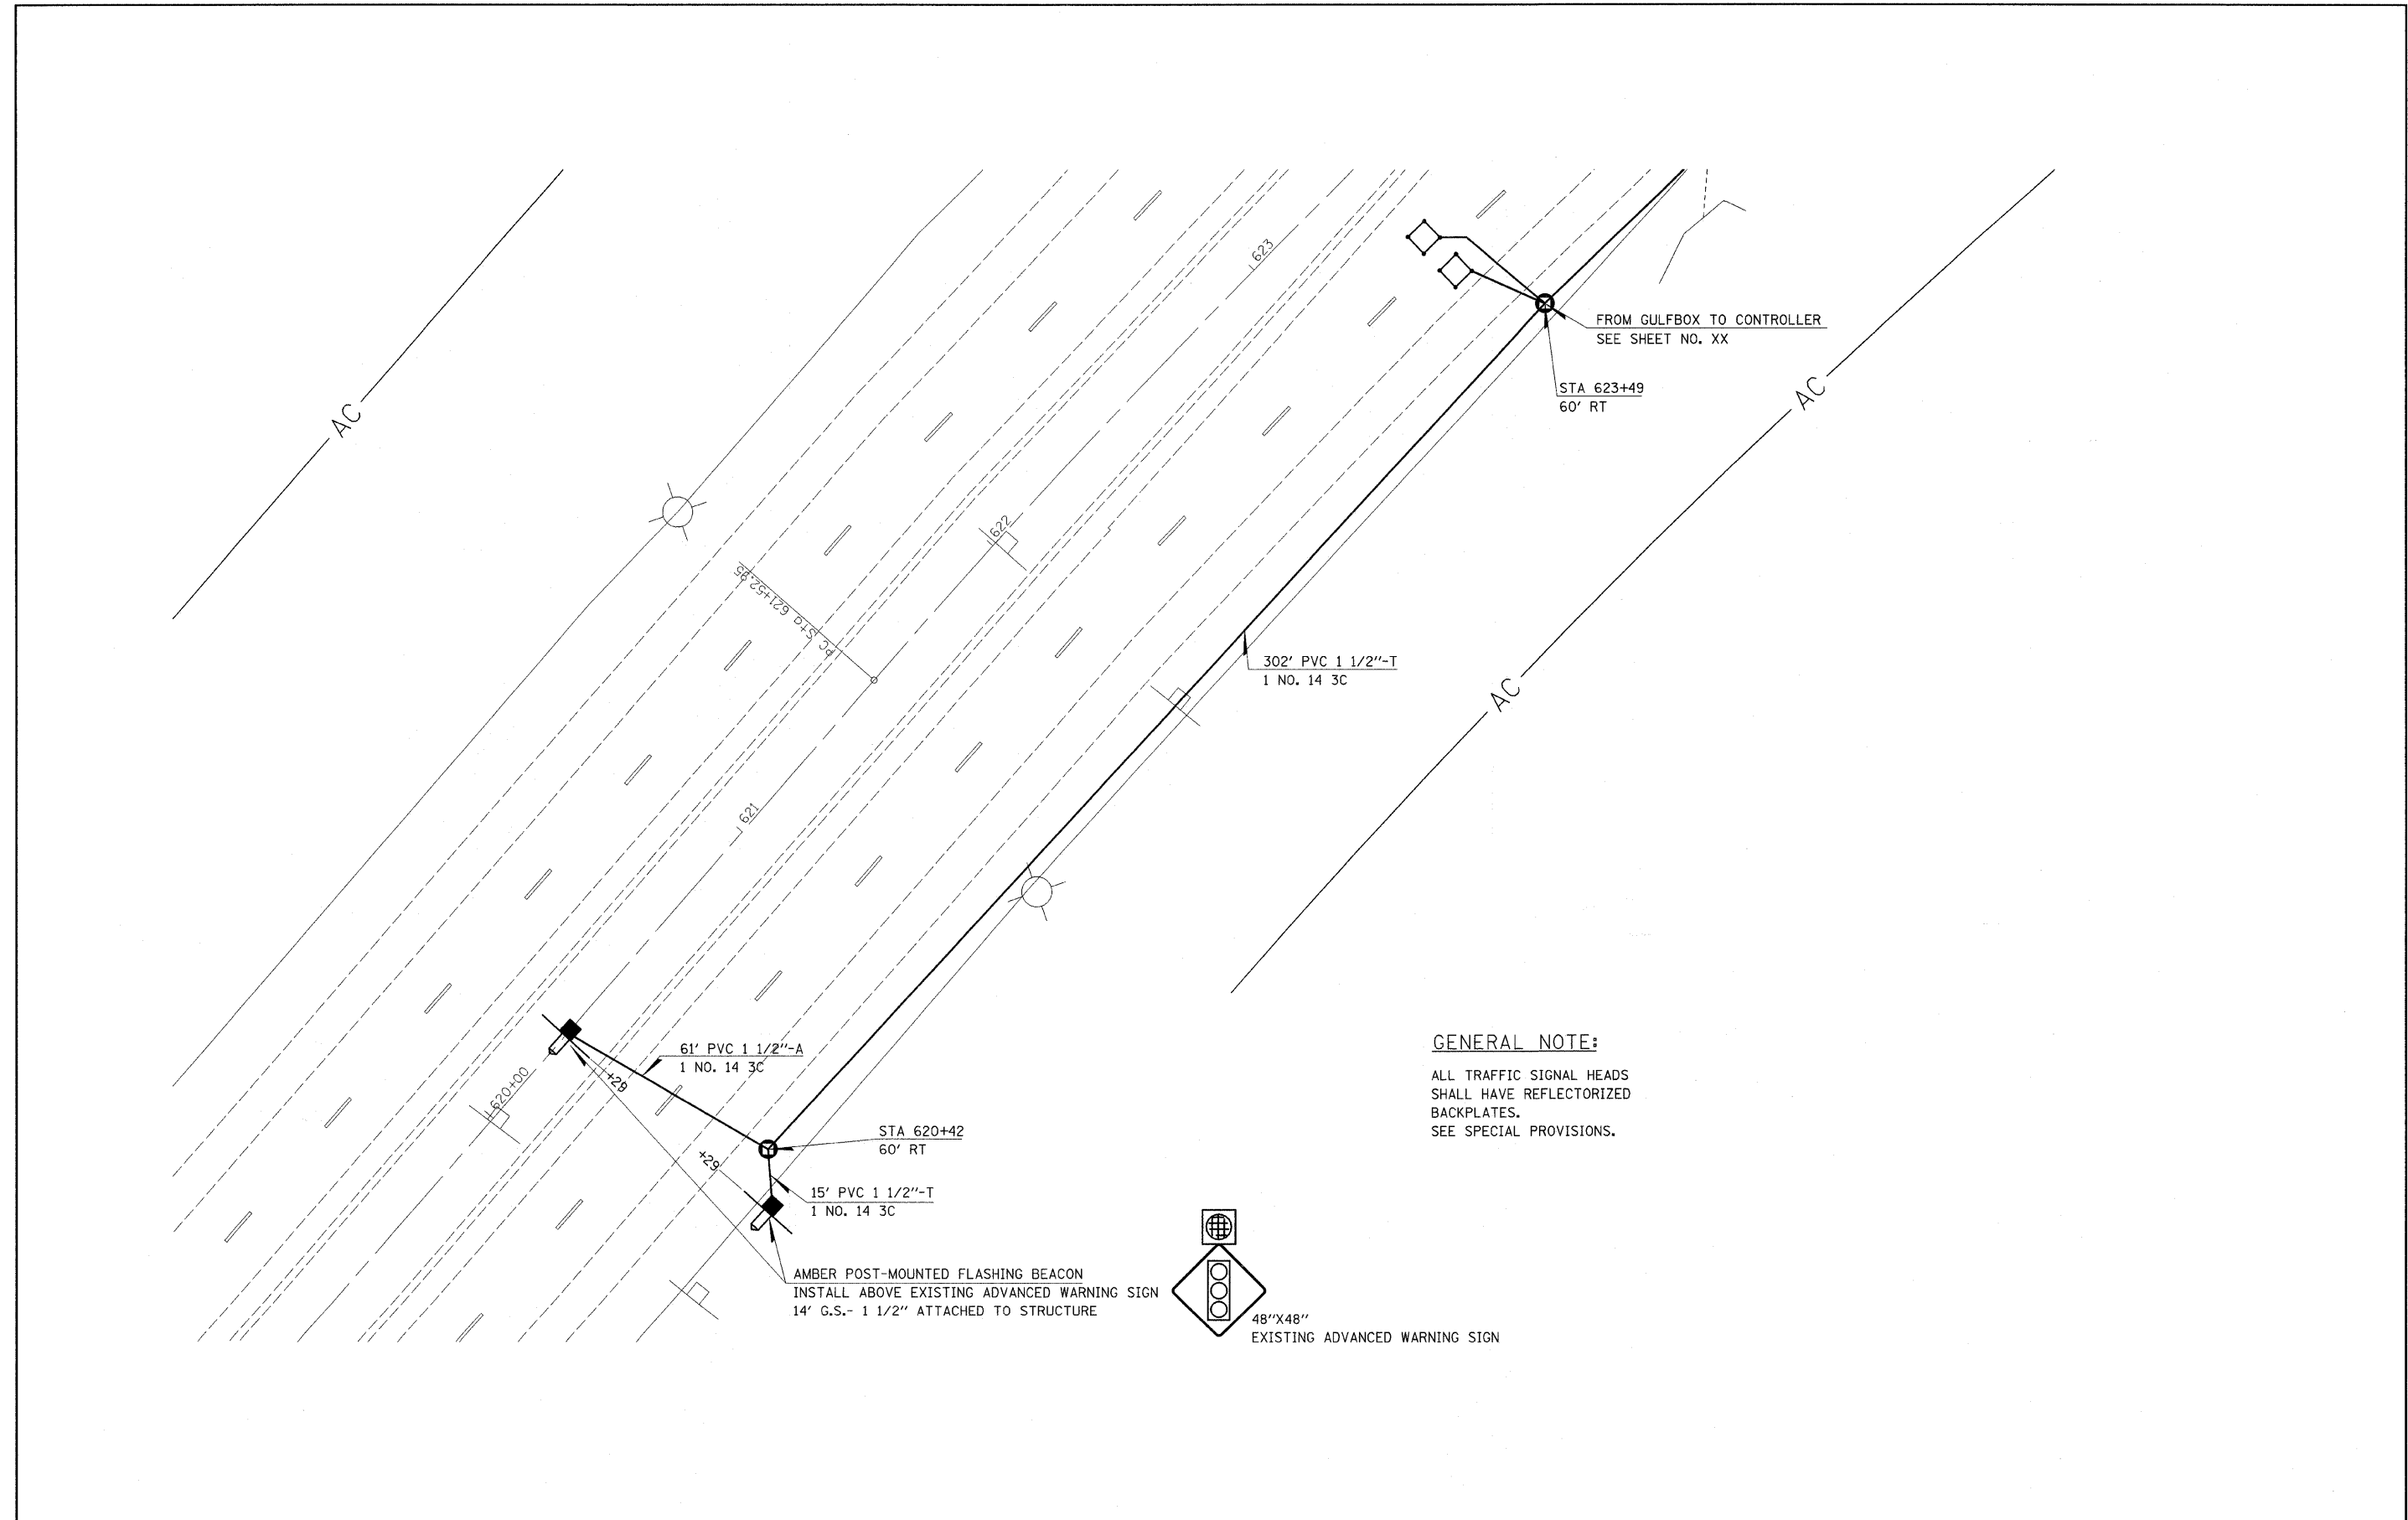 623
FROM GULFBOX TO CONTROLLER
SEE SHEET NO. XX
STA 623+49
60' RT
AC
AC
622
PC Sta 621+52.95
302' PVC 1 1/2"-T
1 NO. 14 3C
AC
621
61' PVC 1 1/2"-A
1 NO. 14 3C
+29
620+00
STA 620+42
60' RT
+29
15' PVC 1 1/2"-T
1 NO. 14 3C
AMBER POST-MOUNTED FLASHING BEACON
INSTALL ABOVE EXISTING ADVANCED WARNING SIGN
14' G.S.- 1 1/2" ATTACHED TO STRUCTURE
48"X48"
EXISTING ADVANCED WARNING SIGN
GENERAL NOTE:
ALL TRAFFIC SIGNAL HEADS
SHALL HAVE REFLECTORIZED
BACKPLATES.
SEE SPECIAL PROVISIONS.